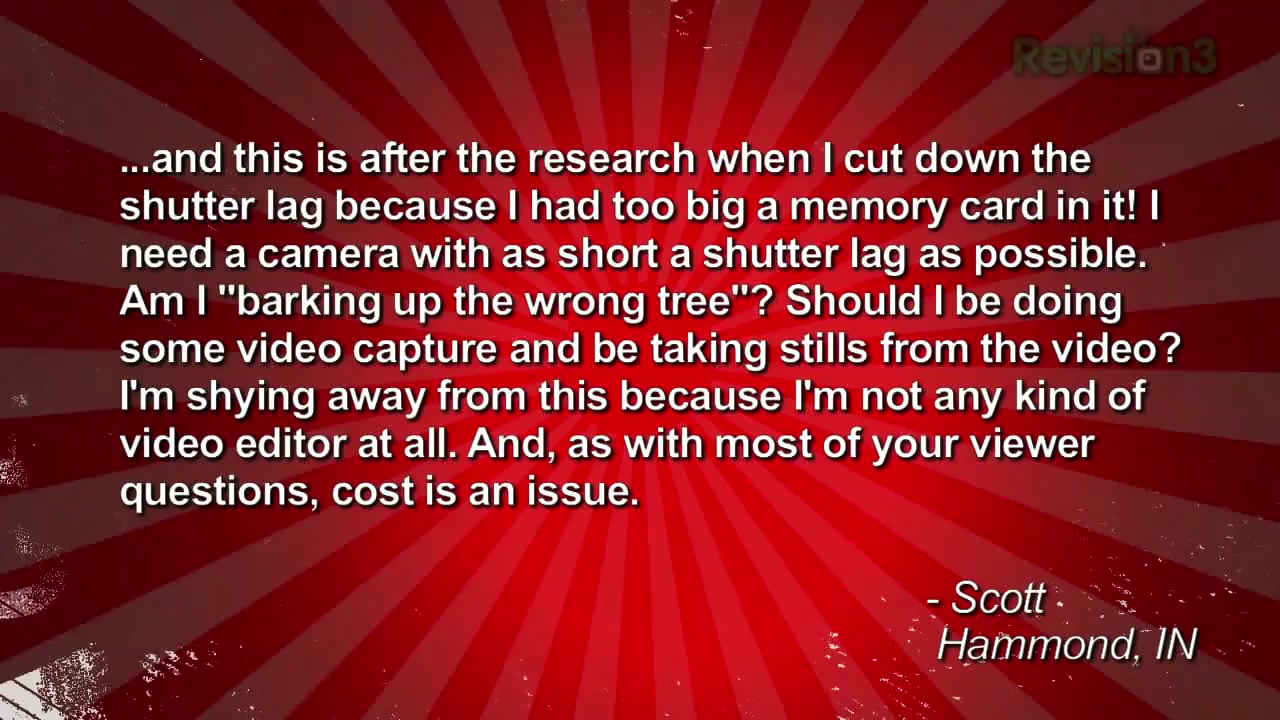 Revision3
...and this is after the research when I cut down the
shutter lag because I had too big a memory card in it! I
need a camera with as short a shutter lag as possible.
Am I "barking up the wrong tree"? Should I be doing
some video capture and be taking stills from the video?
I'm shying away from this because I'm not any kind of
video editor at all. And, as with most of your viewer
questions, cost is an issue.
- Scott
Hammond, IN